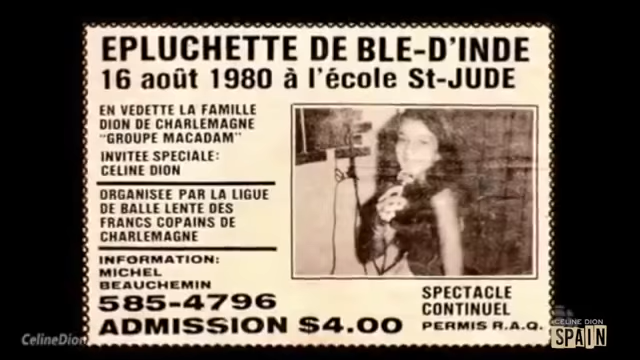 EPLUCHETTE DE BLE-D'INDE
16 août 1980 à l'école St-JUDE
EN VEDETTE LA FAMILLE
DION DE CHARLEMAGNE
"GROUPE MACADAM"
INVITEE SPECIALE:
CELINE DION
ORGANISEE PAR LA LIGUE
DE BALLE LENTE DES
FRANCS COPAINS DE
CHARLEMAGNE
INFORMATION:
MICHEL
BEAUCHEMIN
585-4796
ADMISSION $4.00
SPECTACLE
CONTINUEL
PERMIS R.A.Q.
CelineDion
CELINE DION
SPAIN